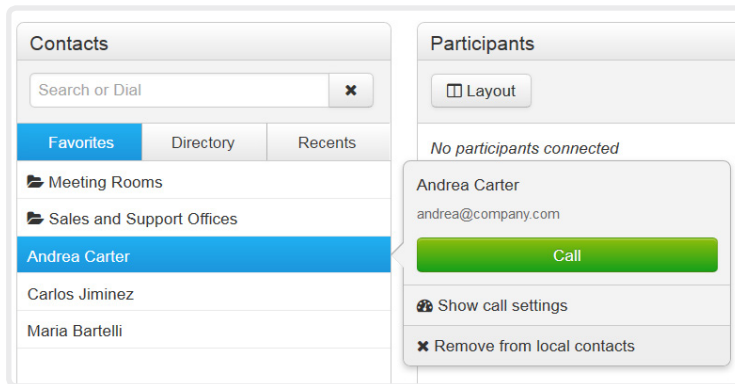 Contacts
Search or Dial
Favorites Directory Recents
Meeting Rooms
Sales and Support Offices
Andrea Carter
Carlos Jiminez
Maria Bartelli
Participants
Layout
No participants connected
Andrea Carter
andrea@company.com
Call
Show call settings
Remove from local contacts